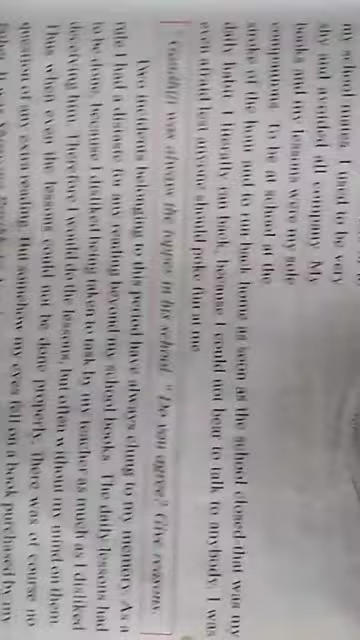 my school timings. I used to be very
shy and avoided all company. My
books and my lessons were my sole
companions. To be at school at the
stroke of the hour and to run back home as soon as the school closed-that was my
daily habit. I literally ran back, because I could not bear to talk to anybody. I was
even afraid lest anyone should poke fun at me.
Gandhiji was always the in his school." Do you agree? Give reasons
Two incidents belonging to this period have always clung to my memory. As a
rule I had a distaste for any reading beyond my school books. The daily lessons had
to be done, because I disliked being taken to task by my teacher as much as I disliked
deceiving him. Therefore I would do the lessons, but often without my mind on them.
Thus when even the lessons could not be done properly, there was of course no
question of any extra reading. But somehow my eyes fell on a book purchased by my